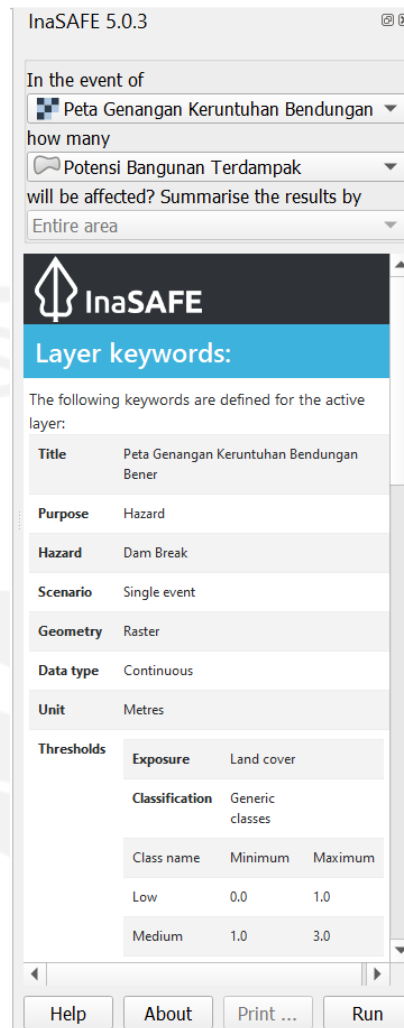 InaSAFE 5.0.3
In the event of
Peta Genangan Keruntuhan Bendungan
how many
Potensi Bangunan Terdampak
will be affected? Summarise the results by
Entire area
InaSAFE
Layer keywords:
The following keywords are defined for the active
layer:
Title Peta Genangan Keruntuhan Bendungan
Bener
Purpose Hazard
Hazard Dam Break
Scenario Single event
Geometry Raster
Data type Continuous
Unit Metres
Thresholds
Exposure Land cover
Classification Generic
classes
Class name Minimum Maximum
Low 0.0 1.0
Medium 1.0 3.0
Help About Print ... Run